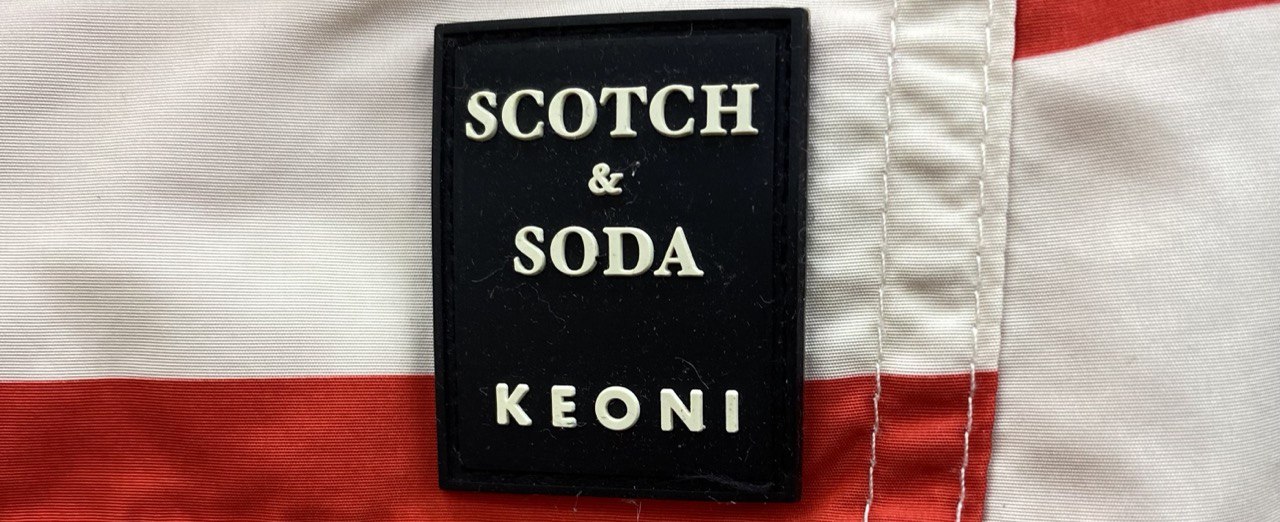 SCOTCH
&
SODA
KEONI